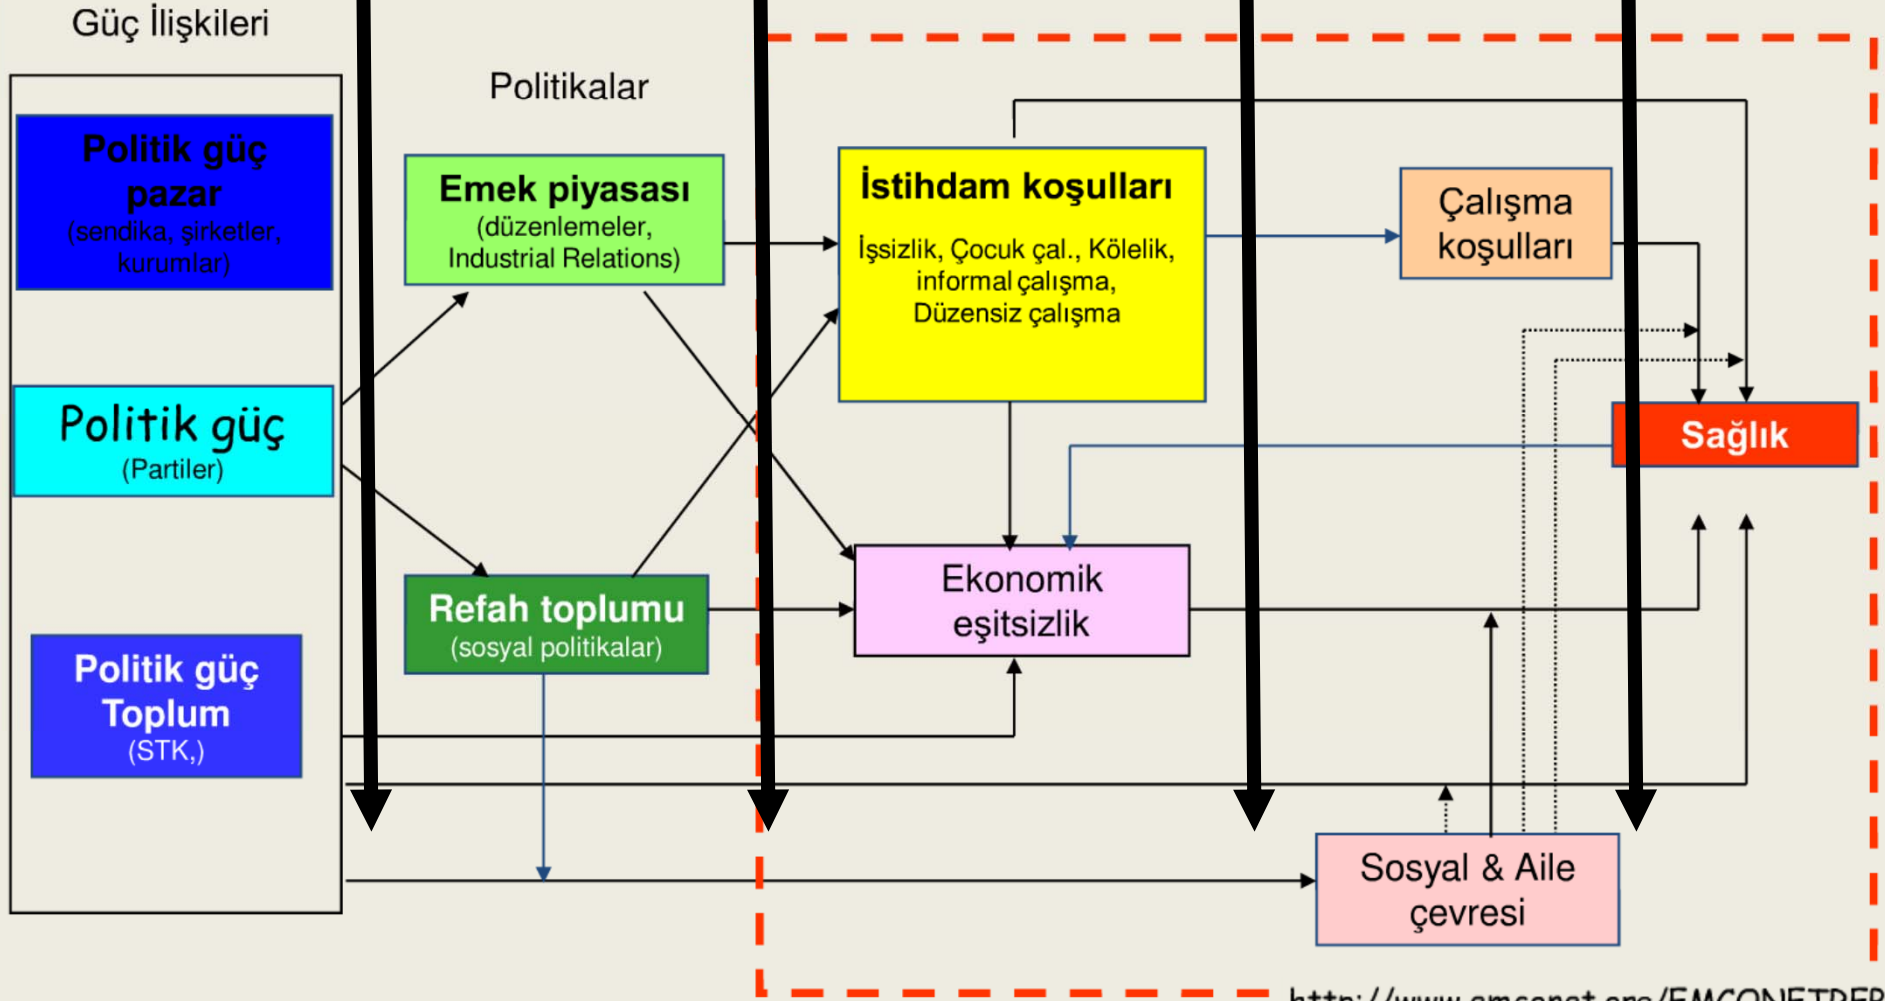 Güç İlişkileri
Politik güç
pazar
(sendika, şirketler,
kurumlar)
Politik güç
(Partiler)
Politik güç
Toplum
(STK,)
Politikalar
Emek piyasası
(düzenlemeler,
Industrial Relations)
Refah toplumu
(sosyal politikalar)
İstihdam koşulları
İşsizlik, Çocuk çal., Kölelik,
informal çalışma,
Düzensiz çalışma
Ekonomik
eşitsizlik
Çalışma
koşulları
Sağlık
Sosyal & Aile
çevresi